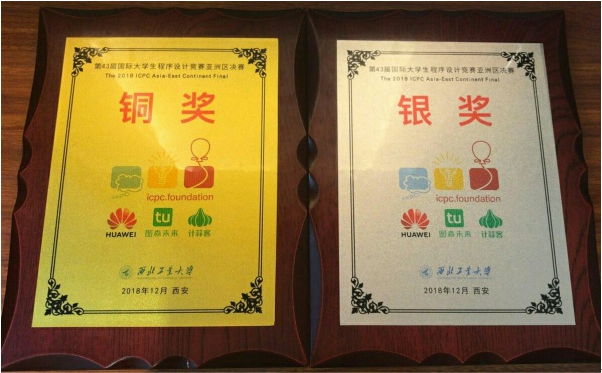 第43届国际大学生程序设计竞赛亚洲区决赛
The 2018 ICPC Asia-East Continent Final
铜奖
icpc.foundation
HUAWEI
tu
图森未来
计蒜客
西北工业大学
2018年12月 西安
第43届国际大学生程序设计竞赛亚洲区决赛
The 2018 ICPC Asia-East Continent Final
银奖
icpc.foundation
HUAWEI
tu
图森未来
计蒜客
西北工业大学
2018年12月 西安